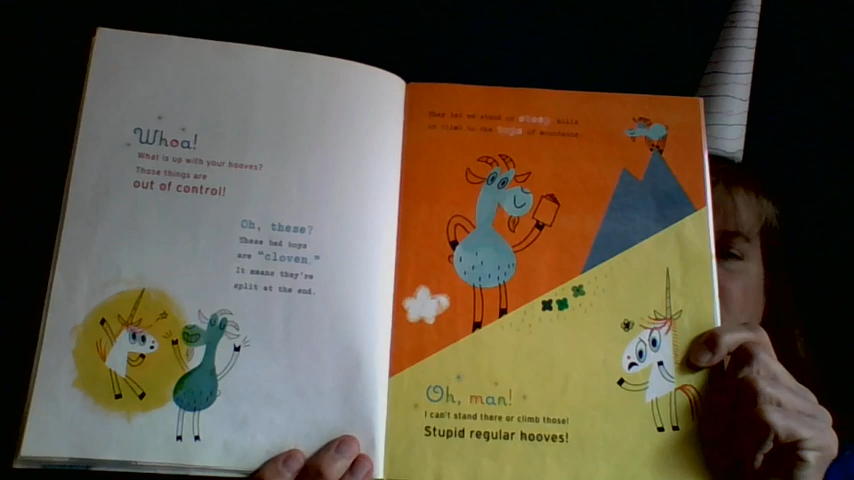 Whoa!
What is up with your hooves?
Those things are
out of control!
Oh, these?
These bad boys
are "cloven."
It means they're
split at the end.
They let me stand on steep hills
or climb to the tops of mountains.
Oh, man!
I can't stand there or climb those!
Stupid regular hooves!